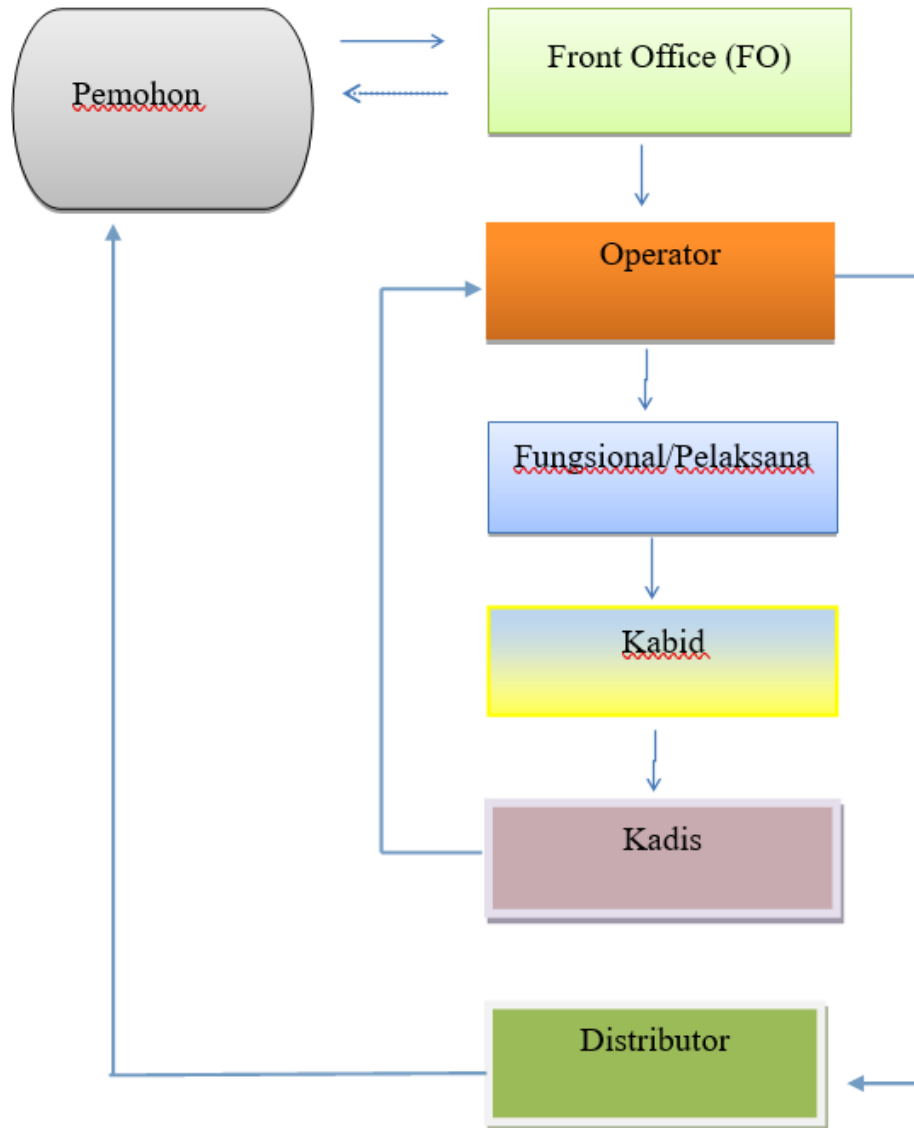 Pemohon
Front Office (FO)
Operator
Fungsional/Pelaksana
Kabid
Kadis
Distributor